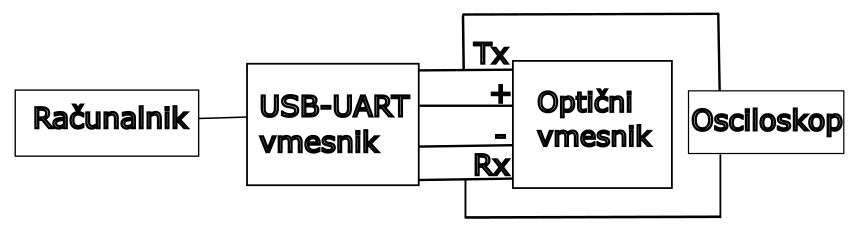 Računalnik
USB-UART
vmesnik
Tx
+
-
Rx
Optični
vmesnik
Osciloskop